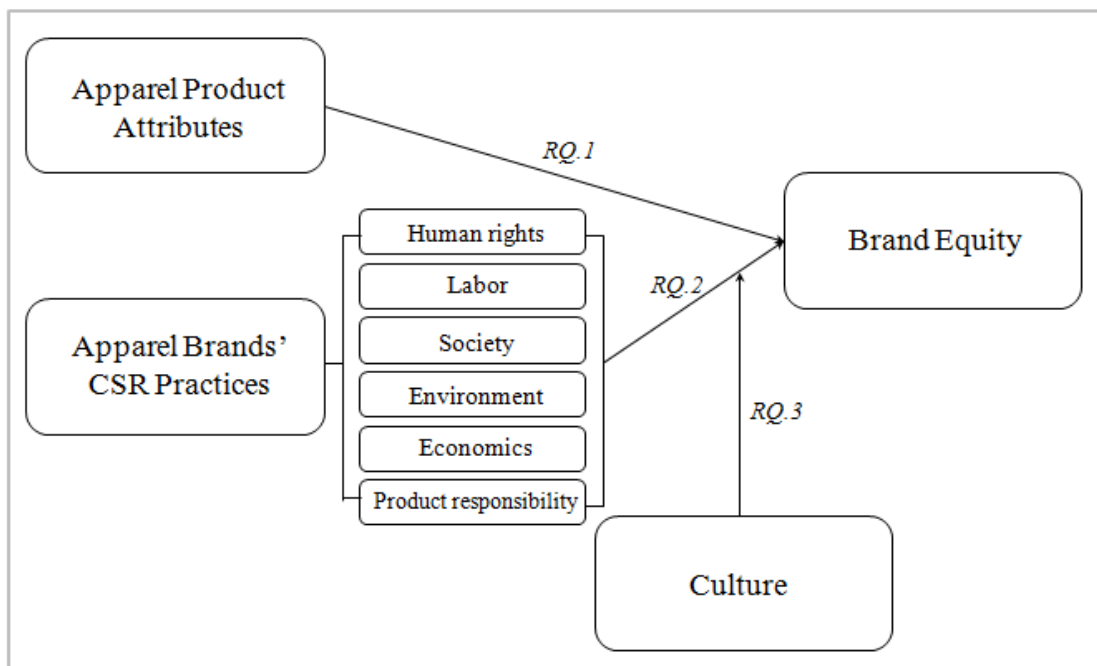 Apparel Product
Attributes
RQ.1
Brand Equity
Human rights
Labor
Society
Environment
Economics
Product responsibility
RQ.2
Apparel Brands’
CSR Practices
RQ.3
Culture